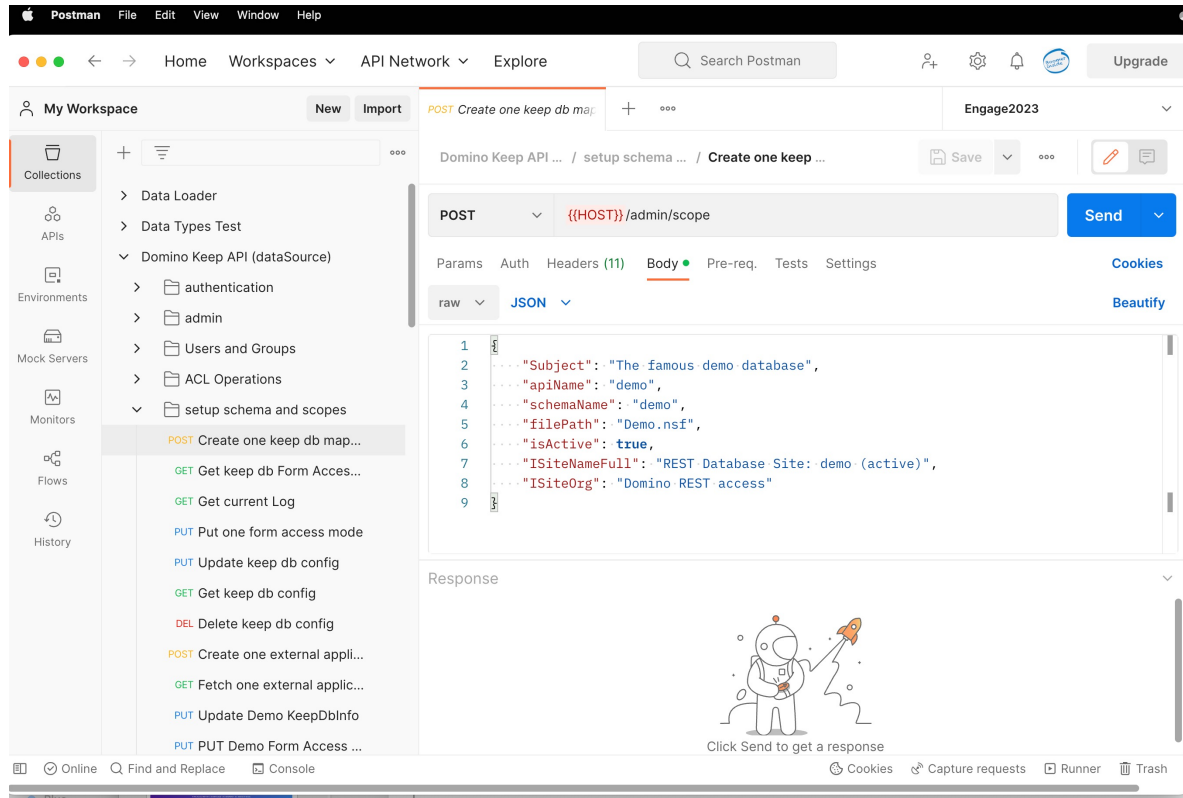 Postman File Edit View Window Help
Home Workspaces API Network Explore Search Postman Upgrade
My Workspace New Import POST Create one keep db map Engage2023
Collections
APIs
Environments
Mock Servers
Monitors
Flows
History
Data Loader
Data Types Test
Domino Keep API (dataSource)
authentication
admin
Users and Groups
ACL Operations
setup schema and scopes
POST Create one keep db map...
GET Get keep db Form Acces...
GET Get current Log
PUT Put one form access mode
PUT Update keep db config
GET Get keep db config
DEL Delete keep db config
POST Create one external appli...
GET Fetch one external applic...
PUT Update Demo KeepDbInfo
PUT PUT Demo Form Access ...
Domino Keep API ... / setup schema ... / Create one keep ... Save
POST {{HOST}}/admin/scope Send
Params Auth Headers (11) Body Pre-req. Tests Settings Cookies
raw JSON Beautify
1 {
2 "Subject": "The famous demo database",
3 "apiName": "demo",
4 "schemaName": "demo",
5 "filePath": "Demo.nsf",
6 "isActive": true,
7 "ISiteNameFull": "REST Database Site: demo (active)",
8 "ISiteOrg": "Domino REST access"
9 }
Response
Click Send to get a response
Online Find and Replace Console Cookies Capture requests Runner Trash